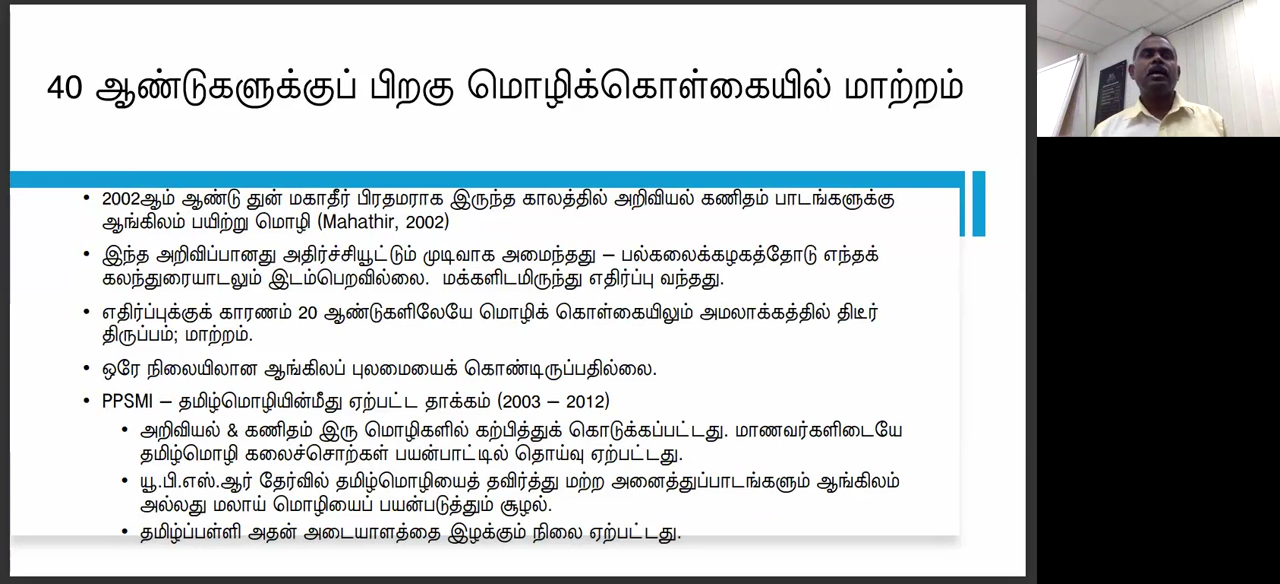 40 ஆண்டுகளுக்குப் பிறகு மொழிக்கொள்கையில் மாற்றம்
• 2002ஆம் ஆண்டு துன் மகாதீர் பிரதமராக இருந்த காலத்தில் அறிவியல் கணிதம் பாடங்களுக்கு
ஆங்கிலம் பயிற்று மொழி (Mahathir, 2002)
• இந்த அறிவிப்பானது அதிர்ச்சியூட்டும் முடிவாக அமைந்தது – பல்கலைக்கழகத்தோடு எந்தக்
கலந்துரையாடலும் இடம்பெறவில்லை. மக்களிடமிருந்து எதிர்ப்பு வந்தது.
• எதிர்ப்புக்குக் காரணம் 20 ஆண்டுகளிலேயே மொழிக் கொள்கையிலும் அமலாக்கத்தில் திடீர்
திருப்பம்; மாற்றம்.
• ஒரே நிலையிலான ஆங்கிலப் புலமையைக் கொண்டிருப்பதில்லை.
• PPSMI – தமிழ்மொழியின்மீது ஏற்பட்ட தாக்கம் (2003 – 2012)
• அறிவியல் & கணிதம் இரு மொழிகளில் கற்பித்துக் கொடுக்கப்பட்டது. மாணவர்களிடையே
தமிழ்மொழி கலைச்சொற்கள் பயன்பாட்டில் தொய்வு ஏற்பட்டது.
• யூ.பி.எஸ்.ஆர் தேர்வில் தமிழ்மொழியைத் தவிர்த்து மற்ற அனைத்துப்பாடங்களும் ஆங்கிலம்
அல்லது மலாய் மொழியைப் பயன்படுத்தும் சூழல்.
• தமிழ்ப்பள்ளி அதன் அடையாளத்தை இழக்கும் நிலை ஏற்பட்டது.